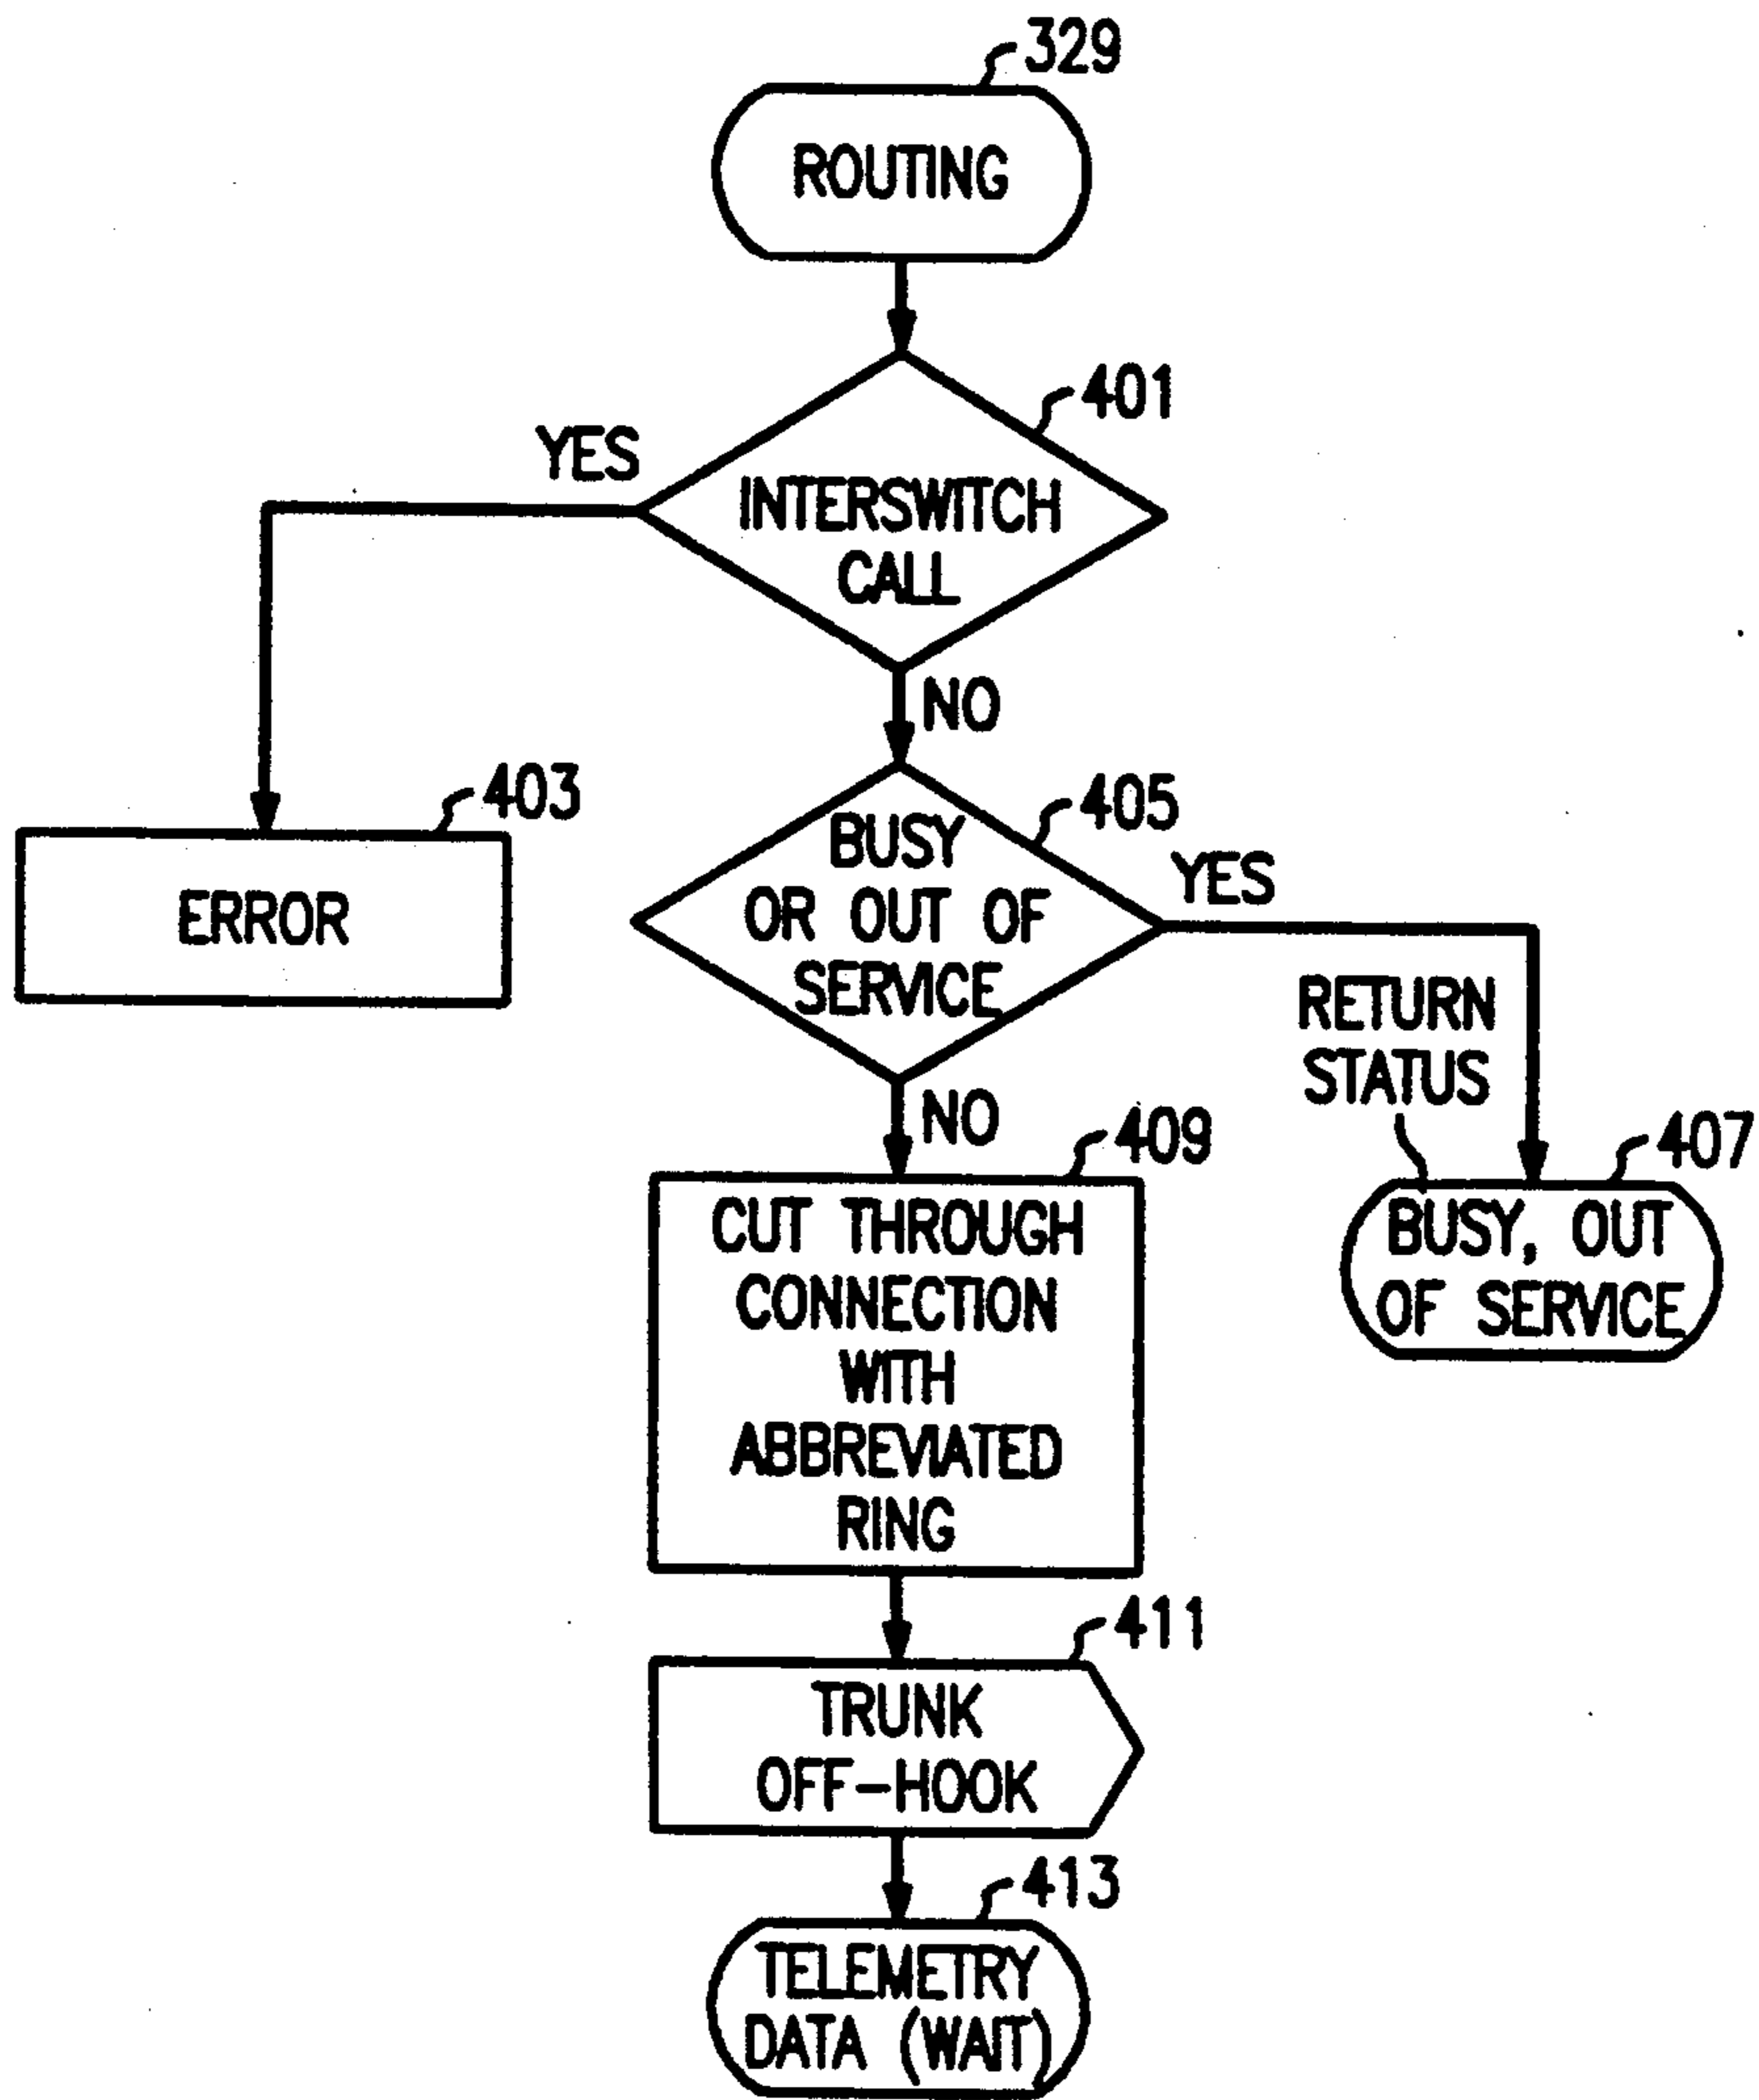 329
ROUTING
401
YES
INTERSWITCH
CALL
NO
403
405
ERROR
BUSY
OR OUT OF
SERVICE
YES
RETURN
STATUS
NO
409
407
CUT THROUGH
CONNECTION
WITH
ABBREVIATED
RING
BUSY, OUT
OF SERVICE
411
TRUNK
OFF-HOOK
413
TELEMETRY
DATA (WAIT)